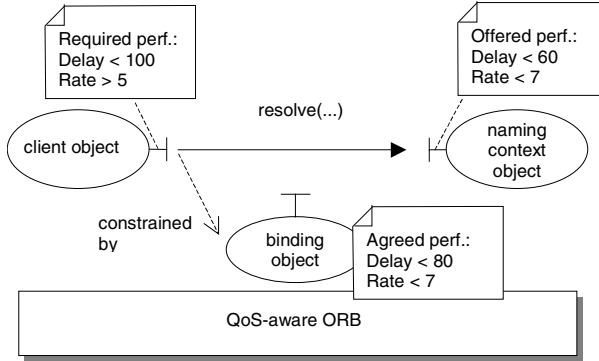 Required perf.:
Delay < 100
Rate > 5
Offered perf.:
Delay < 60
Rate < 7
resolve(...)
client object
naming
context
object
constrained
by
binding
object
Agreed perf.:
Delay < 80
Rate < 7
QoS-aware ORB